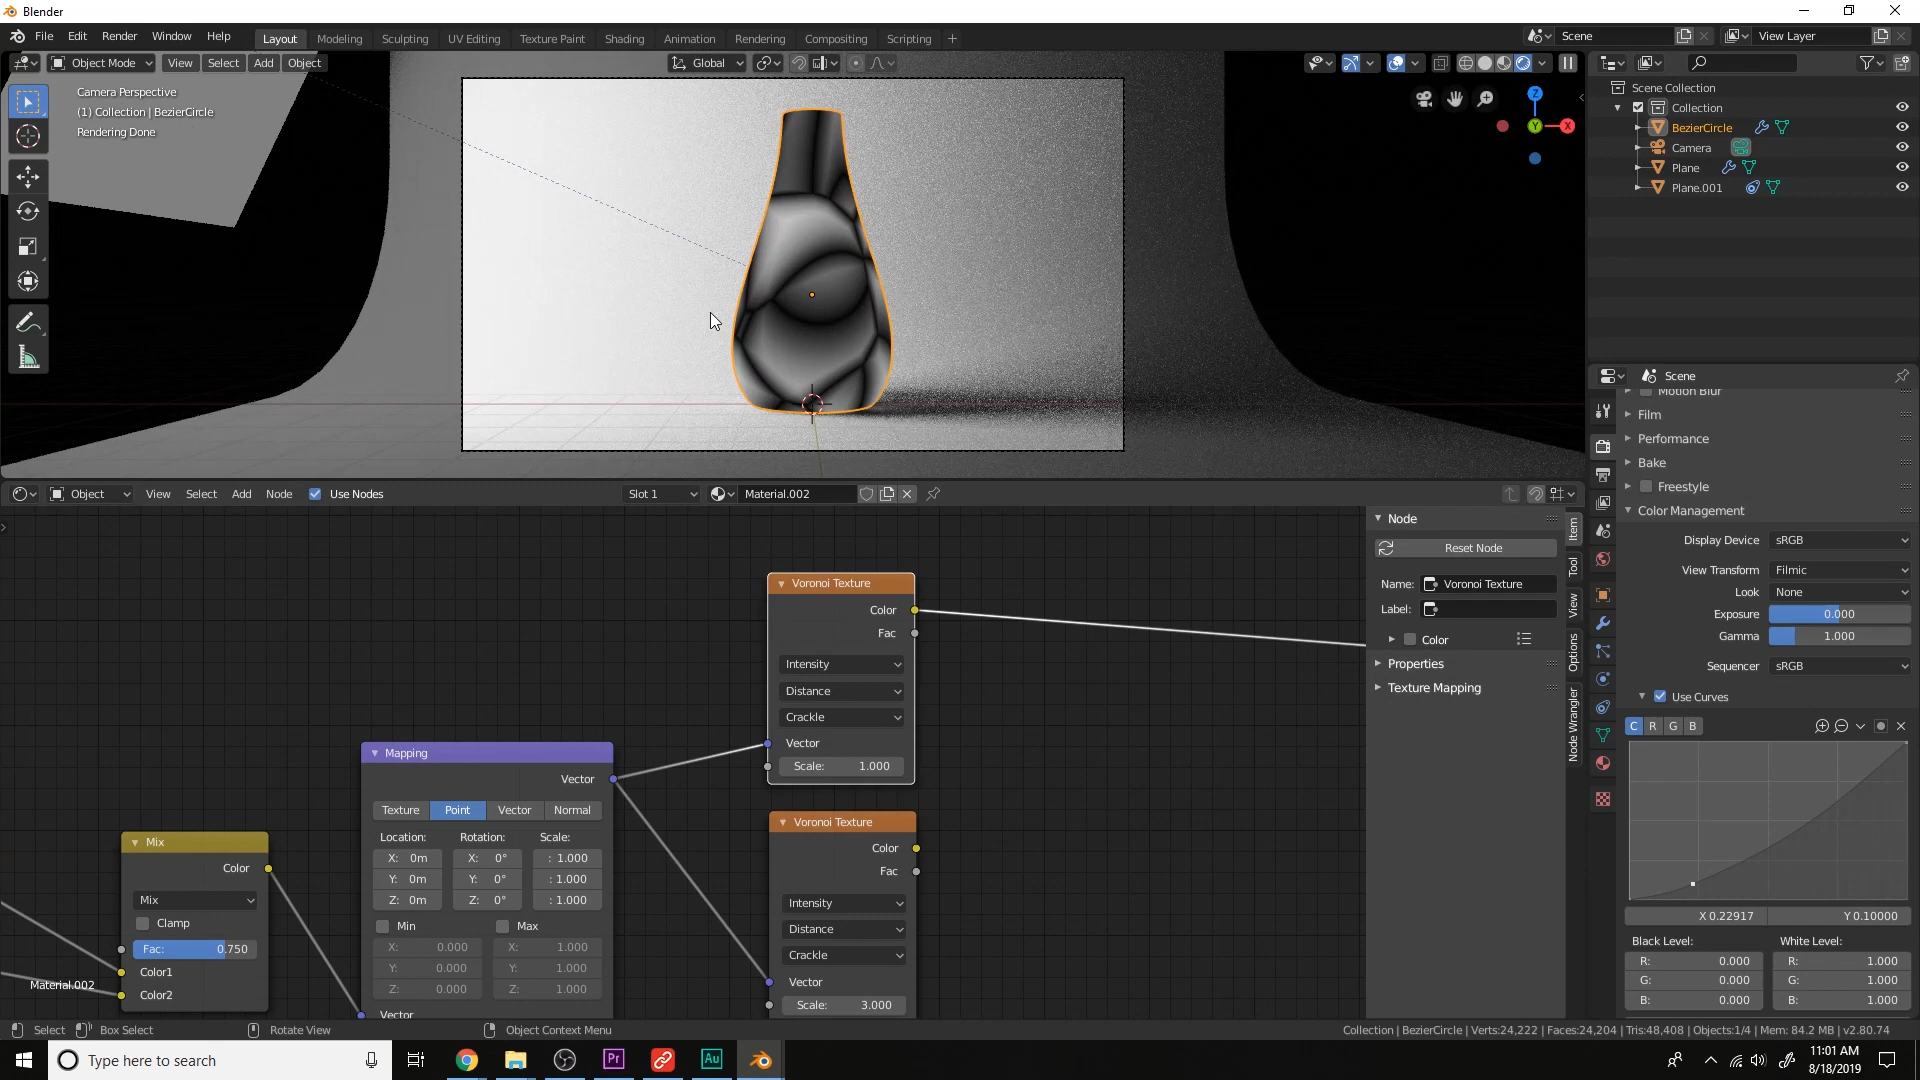 Blender
File Edit Render Window Help Layout Modeling Sculpting UV Editing Texture Paint Shading Animation Rendering Compositing Scripting Scene View Layer
Object Mode View Select Add Object Global
Camera Perspective
(1) Collection | BezierCircle
Rendering Done
Z
Y
X
Scene Collection
Collection
BezierCircle
Camera
Plane
Plane.001
Object View Select Add Node Use Nodes Slot 1 Material.002
Voronoi Texture
Color
Fac
Intensity
Distance
Crackle
Vector
Scale: 1.000
Mapping
Vector
Texture Point Vector Normal
Location: Rotation: Scale:
X: 0m X: 0° : 1.000
Y: 0m Y: 0° : 1.000
Z: 0m Z: 0° : 1.000
Min Max
X: 0.000 X: 1.000
Y: 0.000 Y: 1.000
Z: 0.000 Z: 1.000
Vector
Mix
Color
Mix
Clamp
Fac: 0.750
Color1
Color2
Material.002
Voronoi Texture
Color
Fac
Intensity
Distance
Crackle
Vector
Scale: 3.000
Node
Reset Node
Name: Voronoi Texture
Label:
Color
Properties
Texture Mapping
Item
Tool
View
Options
Node Wrangler
Scene
Motion Blur
Film
Performance
Bake
Freestyle
Color Management
Display Device sRGB
View Transform Filmic
Look None
Exposure 0.000
Gamma 1.000
Sequencer sRGB
Use Curves
C R G B
X 0.22917 Y 0.10000
Black Level: White Level:
R: 0.000 R: 1.000
G: 0.000 G: 1.000
B: 0.000 B: 1.000
Select Box Select Rotate View Object Context Menu
Collection | BezierCircle | Verts:24,222 | Faces:24,204 | Tris:48,408 | Objects:1/4 | Mem: 84.2 MB | v2.80.74
Type here to search
Pr
Au
11:01 AM
8/18/2019